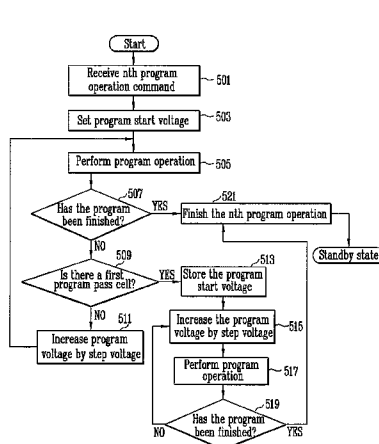 Start
Receive nth program
operation command
501
Set program start voltage
503
Perform program operation
505
507
Has the program
been finished?
YES
521
Finish the nth program operation
NO
Standby state
509
Is there a first
program pass cell?
YES
513
Store the program
start voltage
NO
511
Increase program
voltage by step voltage
Increase the program
voltage by step voltage
515
Perform program
operation
517
519
Has the program
been finished?
NO
YES